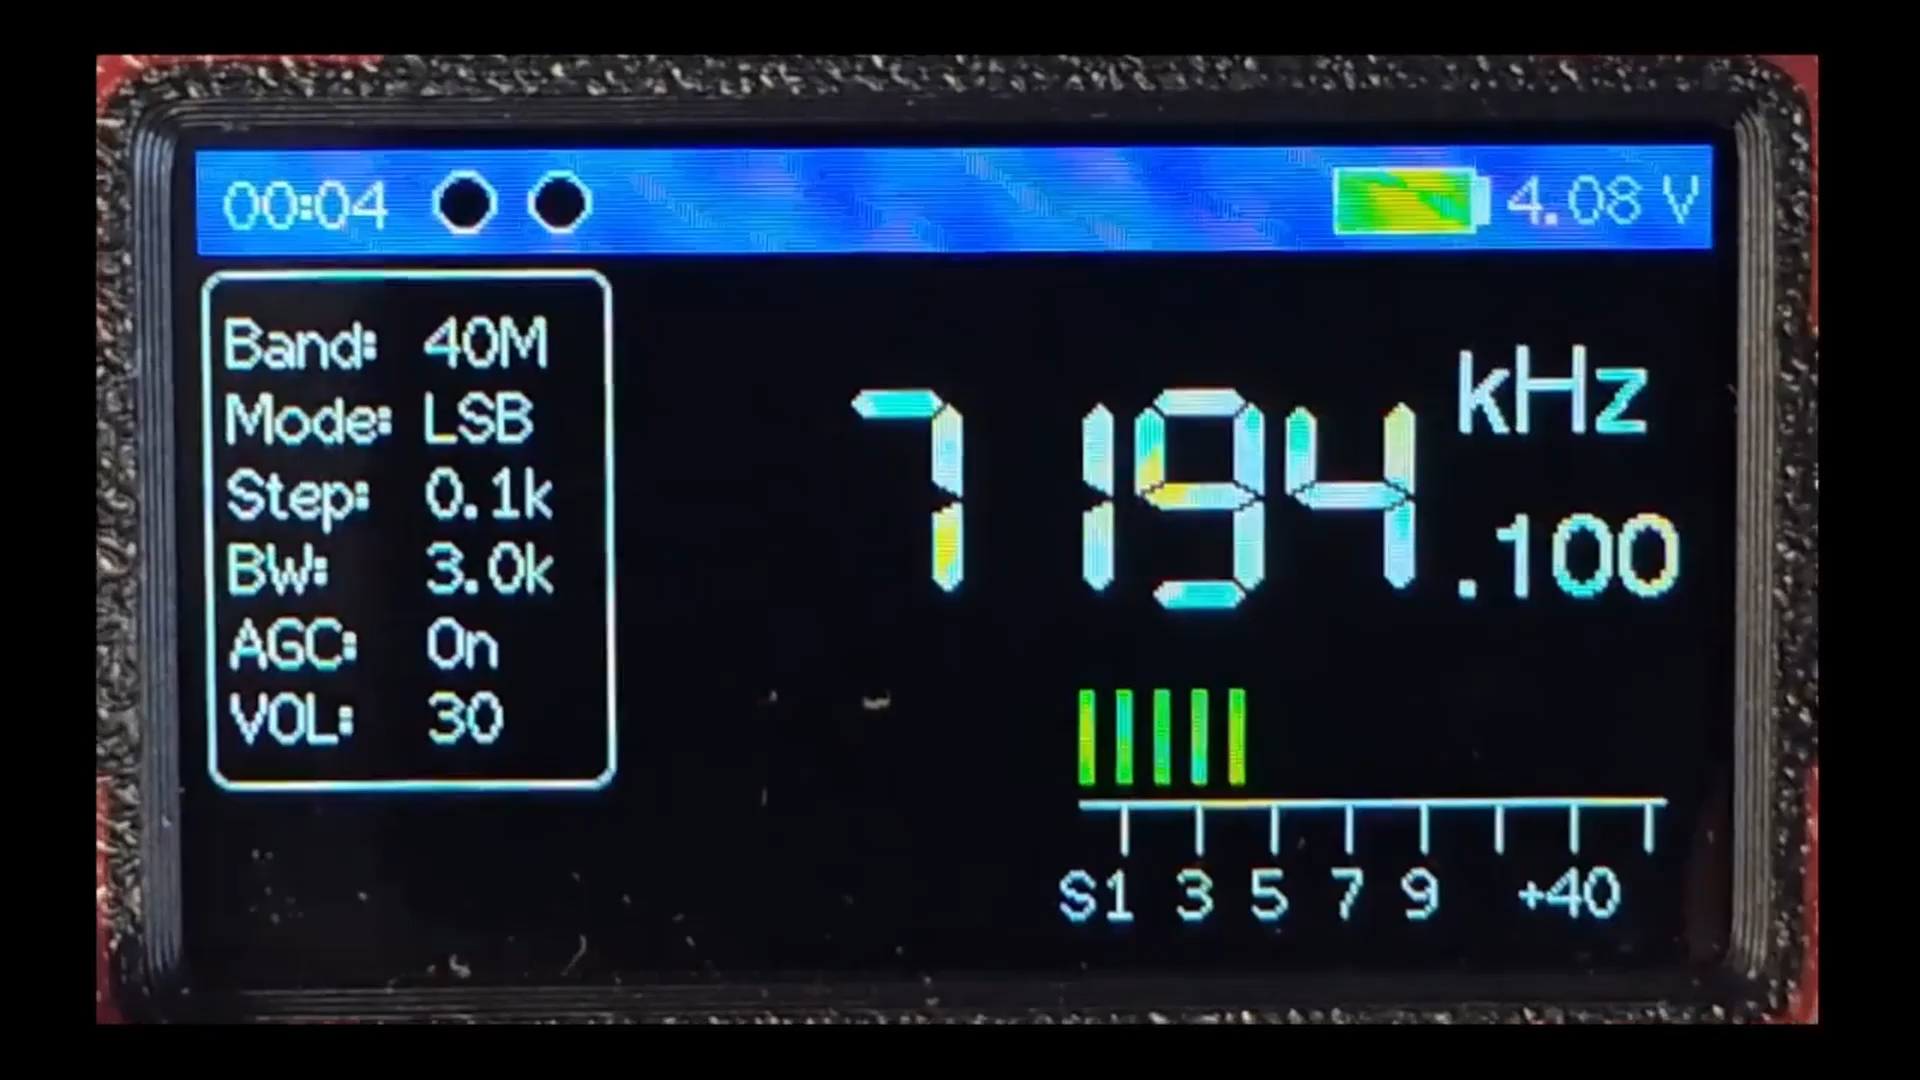 00:04 4.08 V
Band: 40M
Mode: LSB
Step: 0.1k
BW: 3.0k
AGC: On
VOL: 30
7194.100 kHz
S1 3 5 7 9 +40